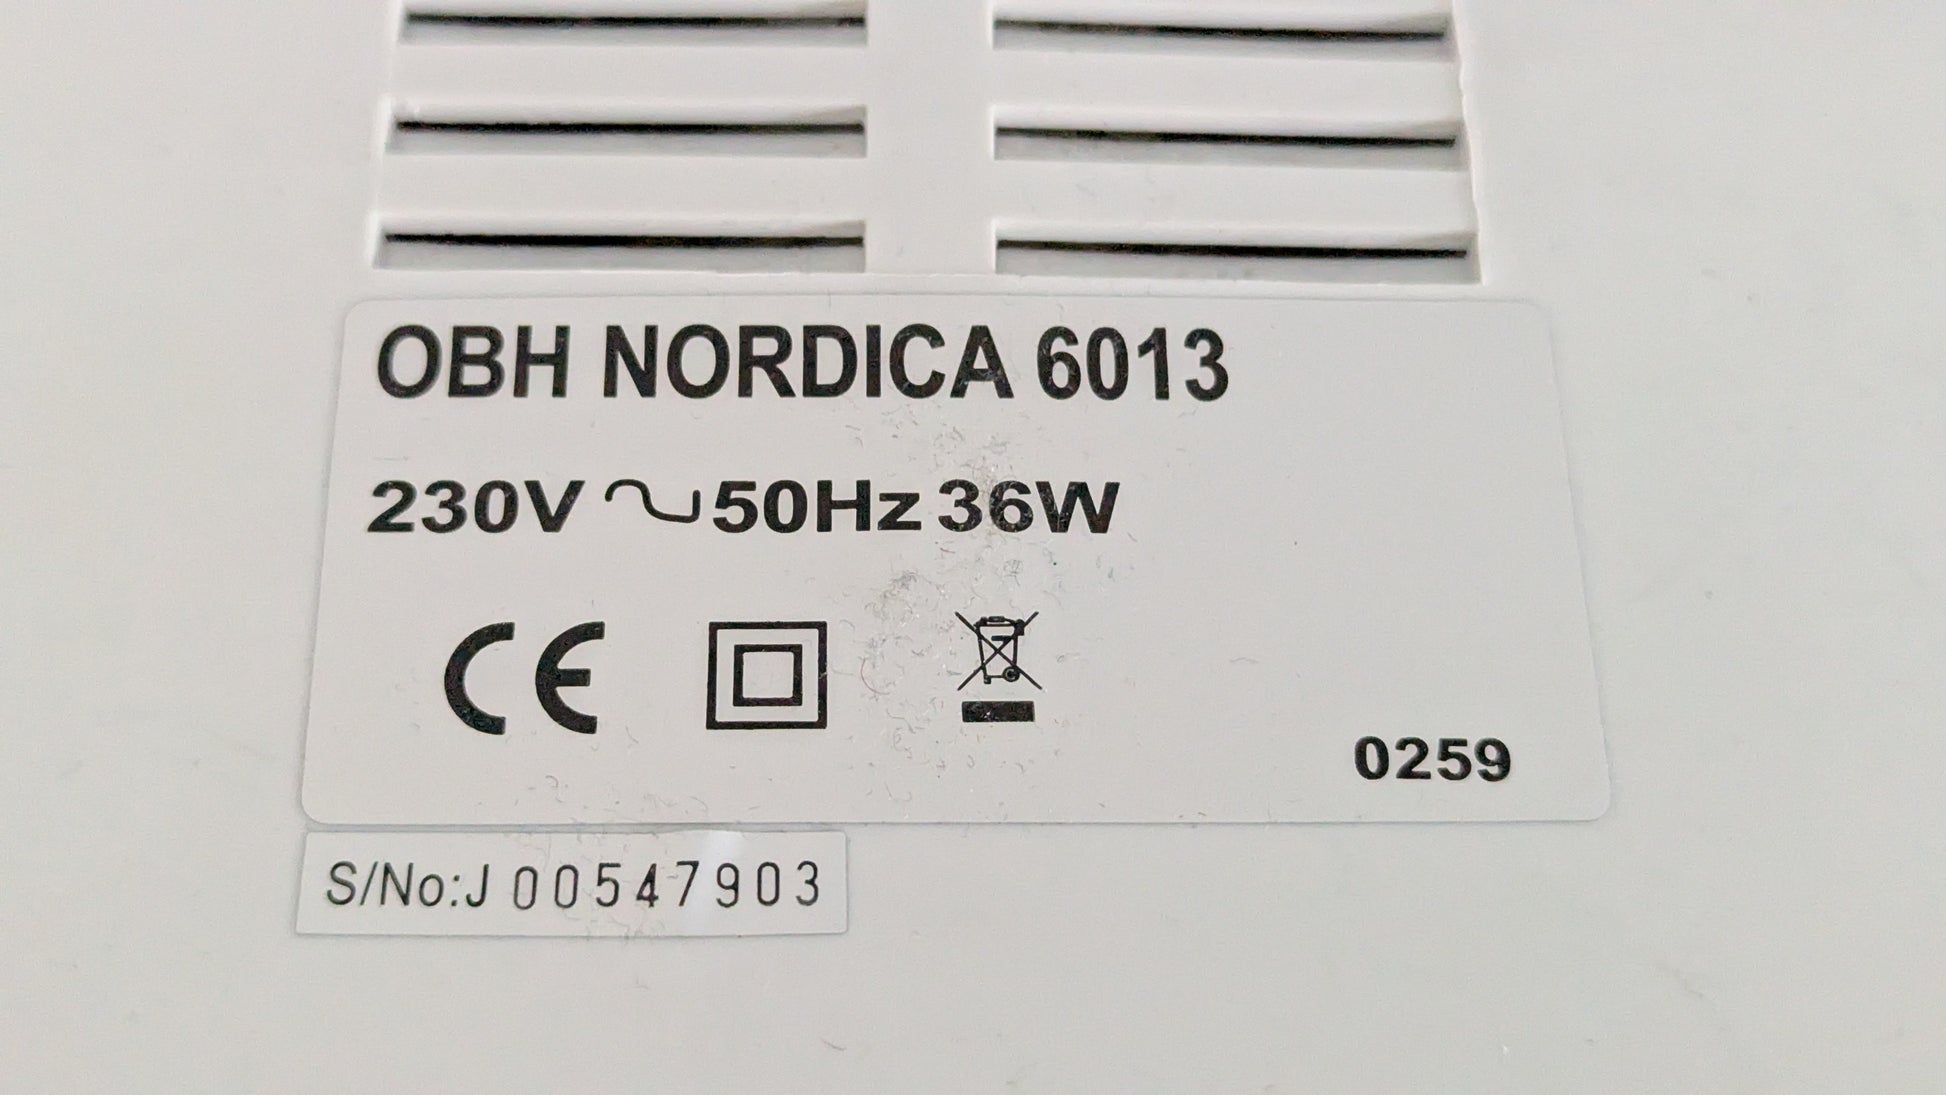 OBH NORDICA 6013
230V ~ 50Hz 36W
CE
0259
S/No:J 00547903